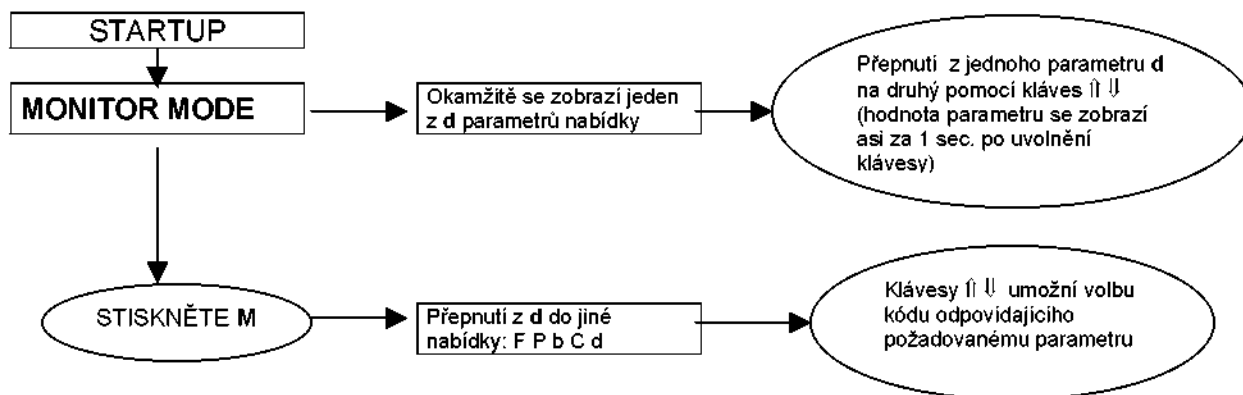 STARTUP
MONITOR MODE
Okamžitě se zobrazí jeden
z d parametrů nabídky
Přepnutí z jednoho parametru d
na druhý pomocí kláves ⇑ ⇓
(hodnota parametru se zobrazí
asi za 1 sec. po uvolnění
klávesy)
STISKNĚTE M
Přepnutí z d do jiné
nabídky: F P b C d
Klávesy ⇑ ⇓ umožní volbu
kódu odpovídajícího
požadovanému parametru